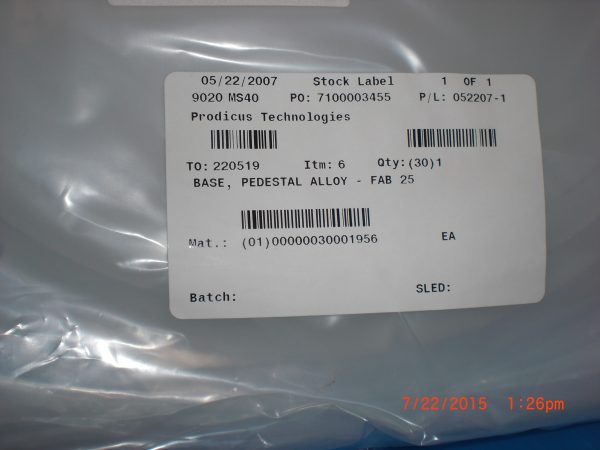 05/22/2007 Stock Label 1 OF 1
9020 MS40 PO: 7100003455 P/L: 052207-1
Prodicus Technologies
TO: 220519 Itm: 6 Qty:(30)1
BASE, PEDESTAL ALLOY - FAB 25
Mat.: (01)00000030001956 EA
Batch: SLED:
7/22/2015 1:26pm